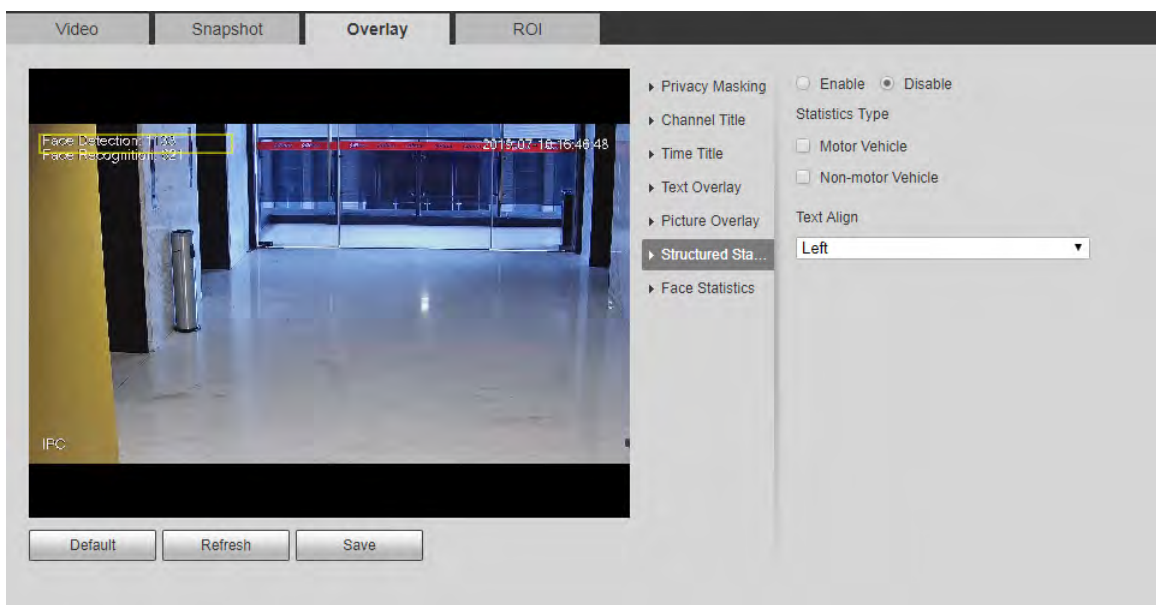 Video
Snapshot
Overlay
ROI
Face Detection: 1133
Face Recognition: 321
2019-07-18 16:46:48
IPC
Privacy Masking
Channel Title
Time Title
Text Overlay
Picture Overlay
Structured Sta...
Face Statistics
Enable
Disable
Statistics Type
Motor Vehicle
Non-motor Vehicle
Text Align
Left
Default
Refresh
Save